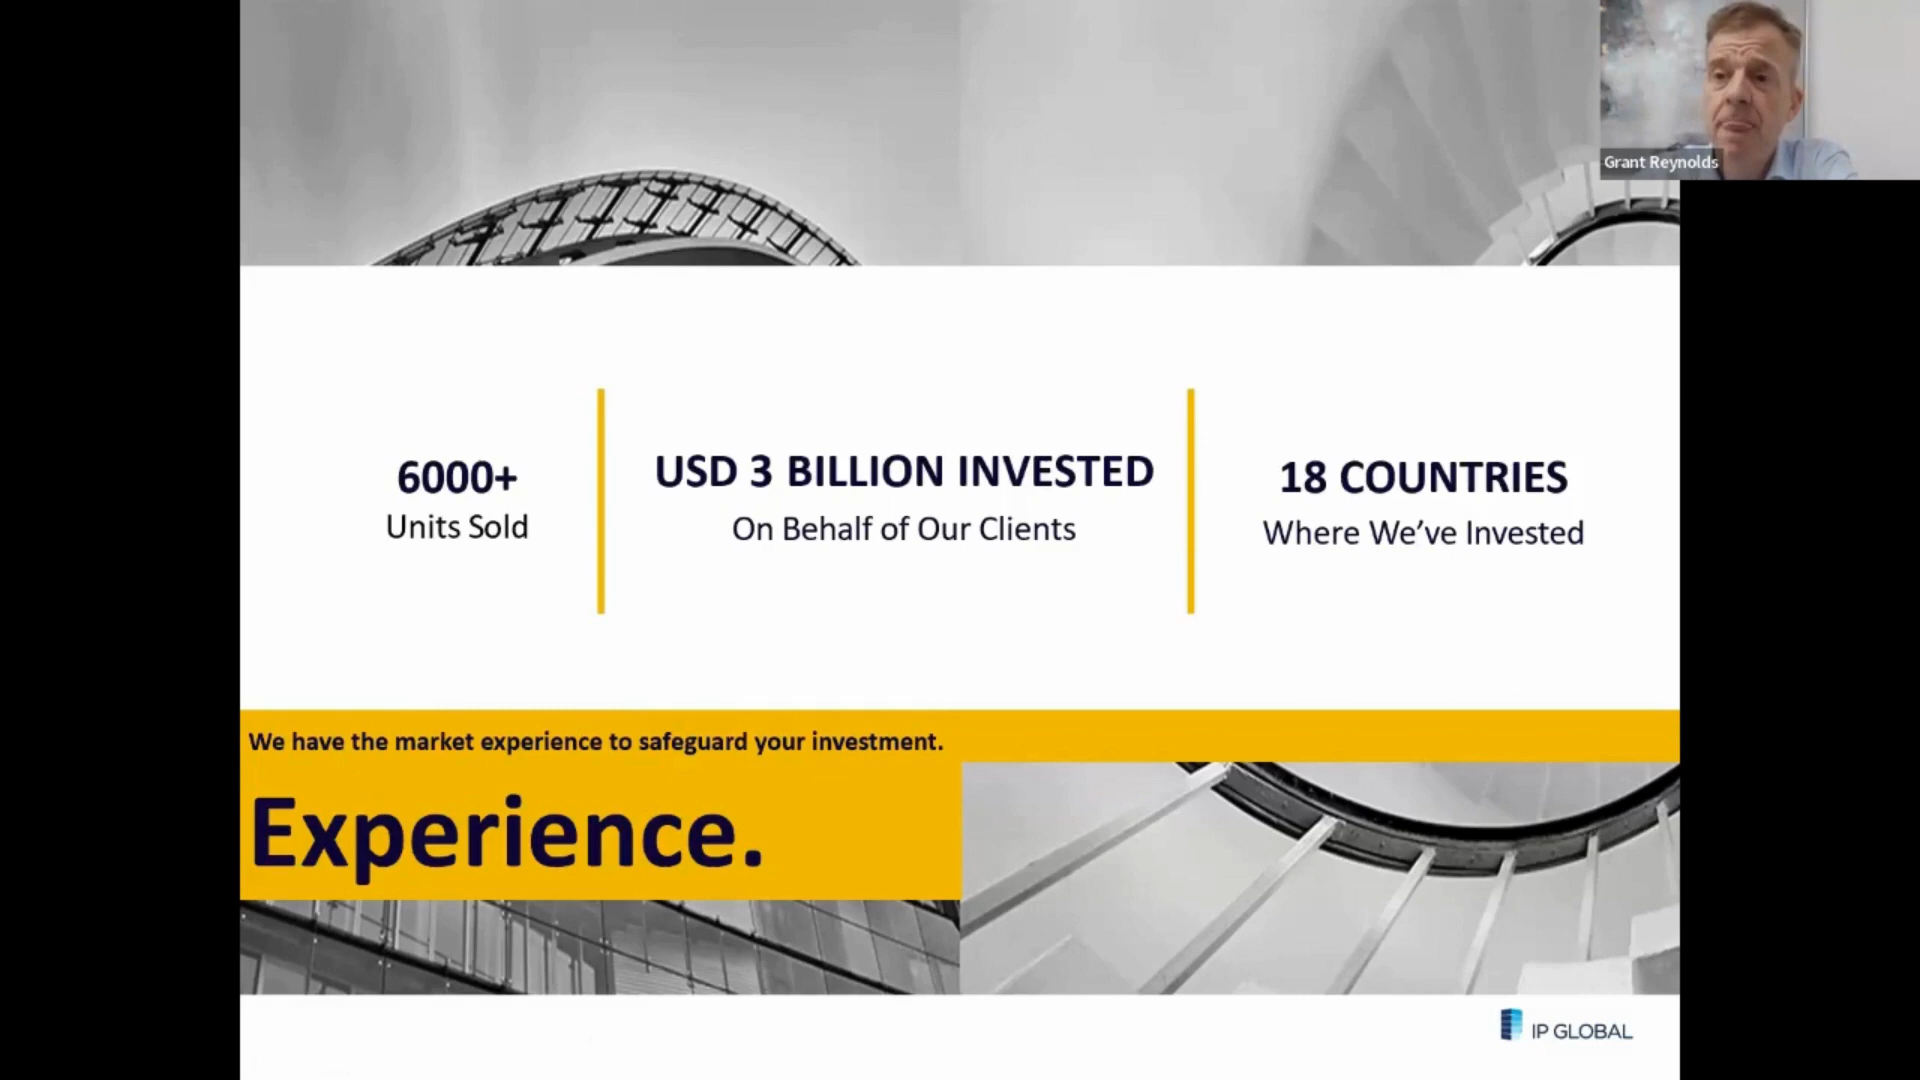 Grant Reynolds
6000+
Units Sold
USD 3 BILLION INVESTED
On Behalf of Our Clients
18 COUNTRIES
Where We’ve Invested
We have the market experience to safeguard your investment.
Experience.
IP GLOBAL